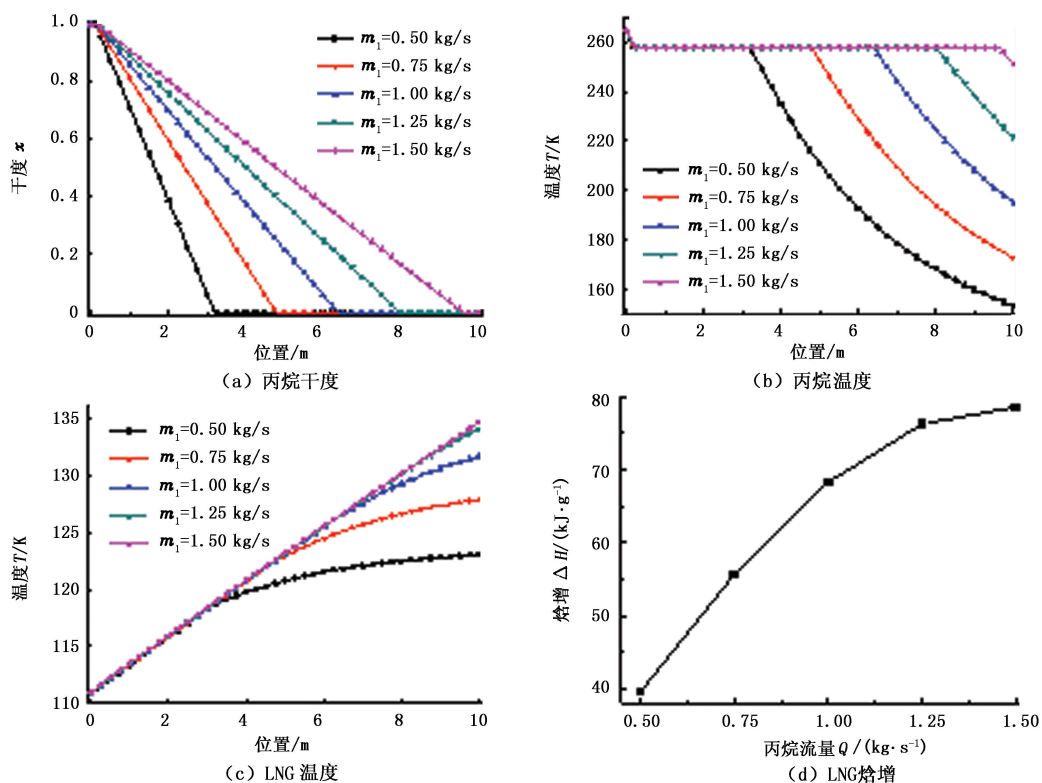 1.0
0.8
0.6
0.4
0.2
0
干度 x
m₁=0.50 kg/s
m₁=0.75 kg/s
m₁=1.00 kg/s
m₁=1.25 kg/s
m₁=1.50 kg/s
0 2 4 6 8 10
位置/m
(a) 丙烷干度
260
240
220
200
180
160
温度T/K
m₁=0.50 kg/s
m₁=0.75 kg/s
m₁=1.00 kg/s
m₁=1.25 kg/s
m₁=1.50 kg/s
0 2 4 6 8 10
位置/m
(b) 丙烷温度
135
130
125
120
115
110
温度T/K
m₁=0.50 kg/s
m₁=0.75 kg/s
m₁=1.00 kg/s
m₁=1.25 kg/s
m₁=1.50 kg/s
0 2 4 6 8 10
位置/m
(c) LNG 温度
80
70
60
50
40
焓增 Δ H/(kJ·g⁻¹)
0.50 0.75 1.00 1.25 1.50
丙烷流量 Q /(kg·s⁻¹)
(d) LNG焓增